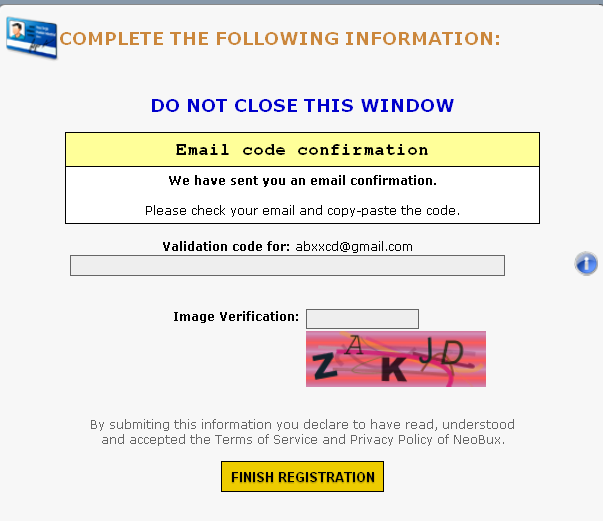 COMPLETE THE FOLLOWING INFORMATION:
DO NOT CLOSE THIS WINDOW
Email code confirmation
We have sent you an email confirmation.
Please check your email and copy-paste the code.
Validation code for: abxxcd@gmail.com
i
Image Verification:
ZAKJD
By submiting this information you declare to have read, understood
and accepted the Terms of Service and Privacy Policy of NeoBux.
FINISH REGISTRATION